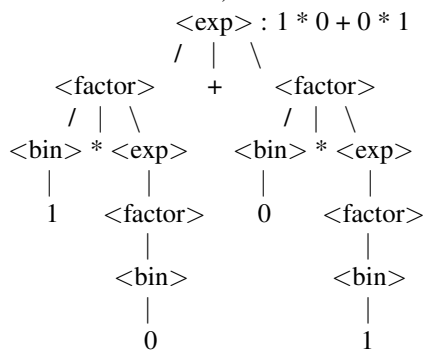 <exp> : 1 * 0 + 0 * 1
/ | \
<factor> + <factor>
/ | \ / | \
<bin> * <exp> <bin> * <exp>
| | | |
1 <factor> 0 <factor>
| |
<bin> <bin>
| |
0 1